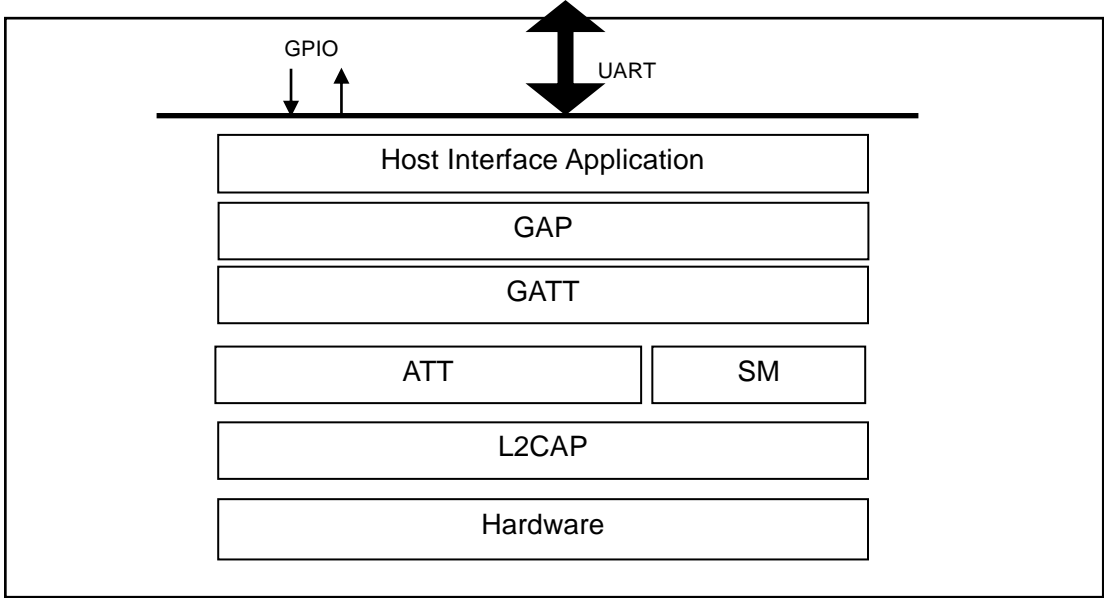 GPIO
UART
Host Interface Application
GAP
GATT
ATT
SM
L2CAP
Hardware